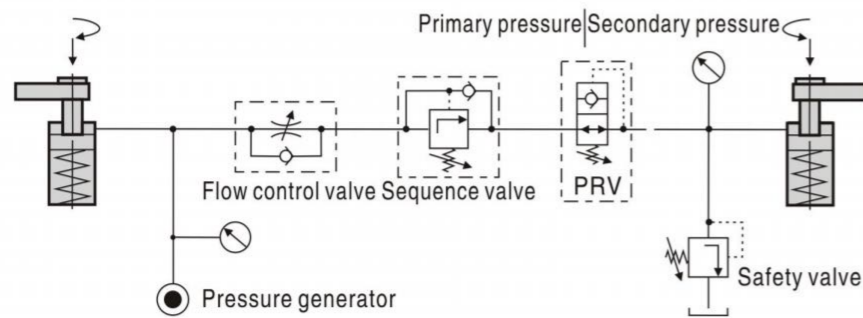 Primary pressure|Secondary pressure
Flow control valve Sequence valve
PRV
Safety valve
Pressure generator